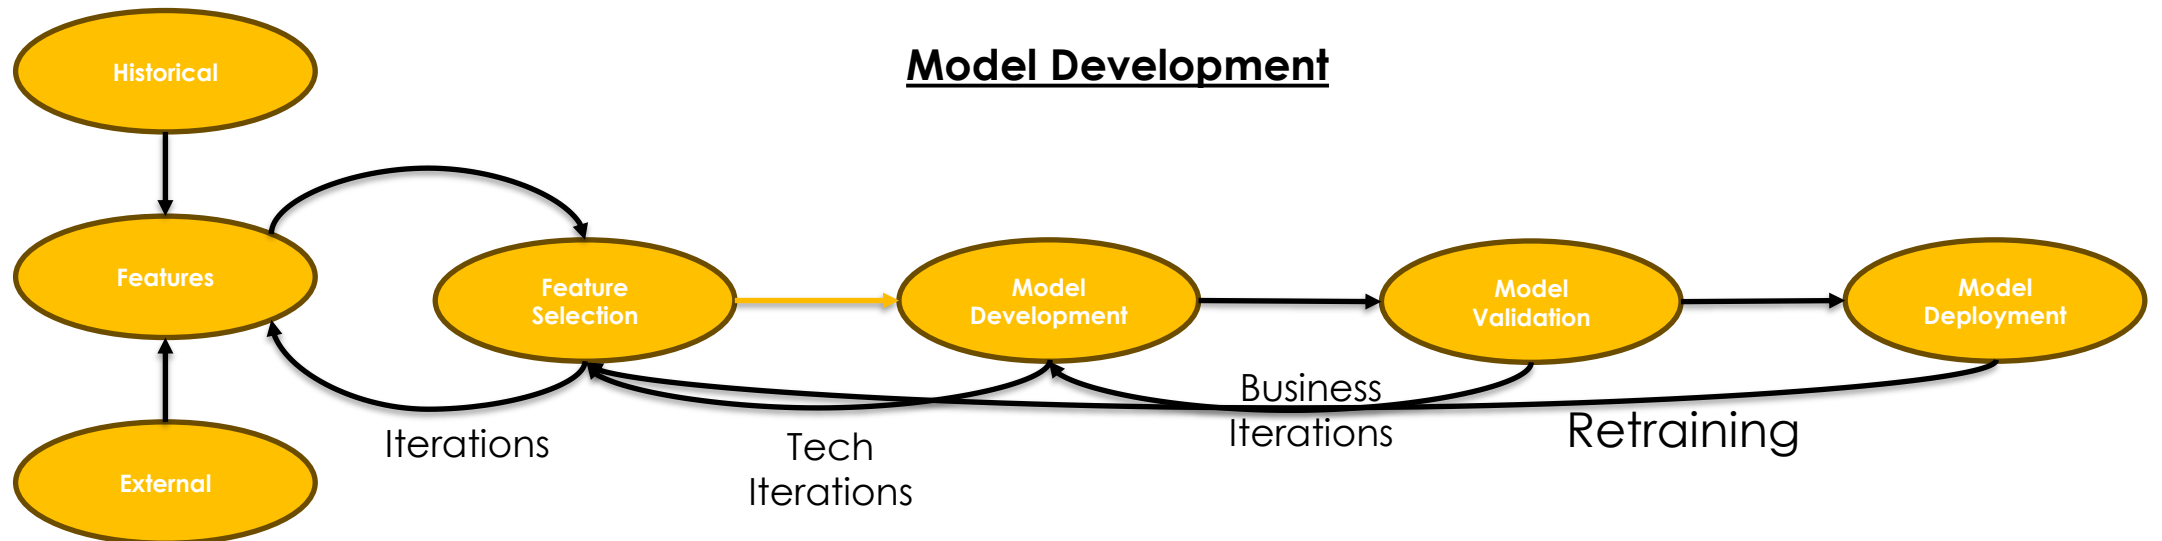 Model Development
Historical
Features
External
Feature
Selection
Model
Development
Model
Validation
Model
Deployment
Iterations
Tech
Iterations
Business
Iterations
Retraining